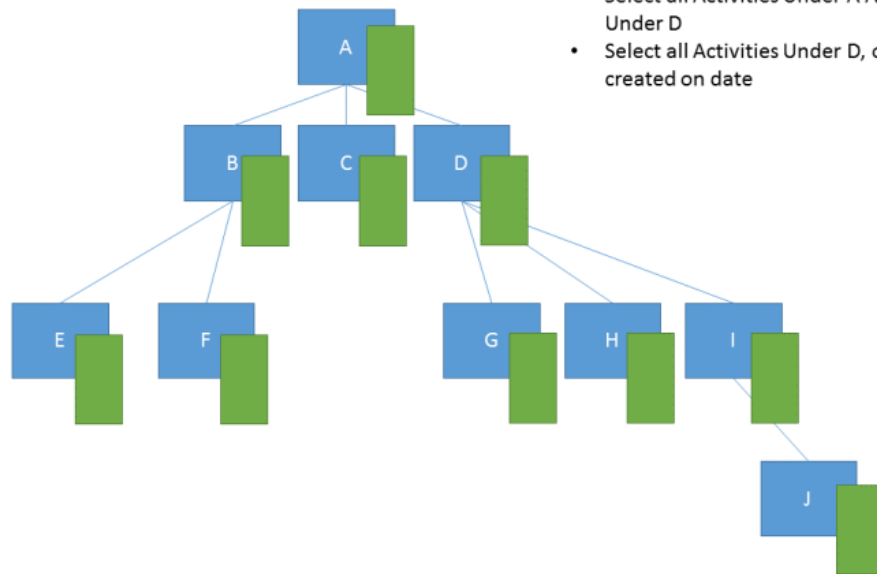 Under D
• Select all Activities Under D,
created on date
A
B
C
D
E
F
G
H
I
J